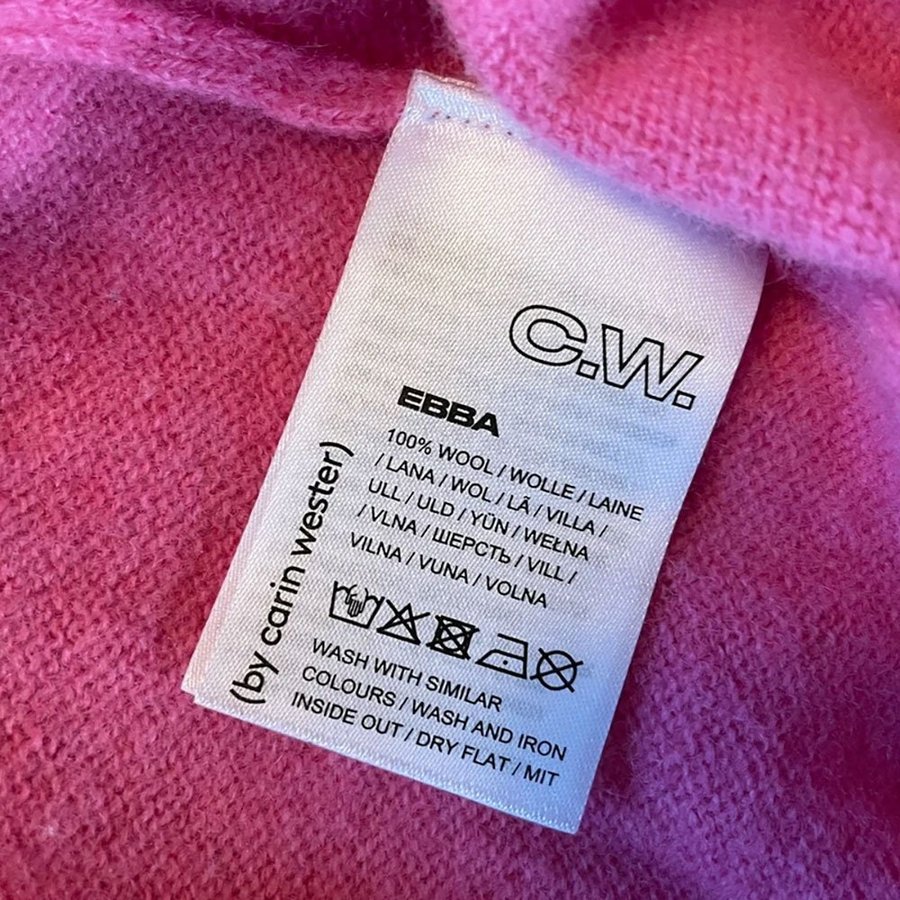 C.W.
EBBA
100% WOOL / WOLLE / LAINE
/ LANA / WOL / LÃ / VILLA /
ULL / ULD / YÜN / WEŁNA
/ VLNA / ШЕРСТЬ / VILL /
VILNA / VUNA / VOLNA
WASH WITH SIMILAR
COLOURS / WASH AND IRON
INSIDE OUT / DRY FLAT / MIT
(by carin wester)